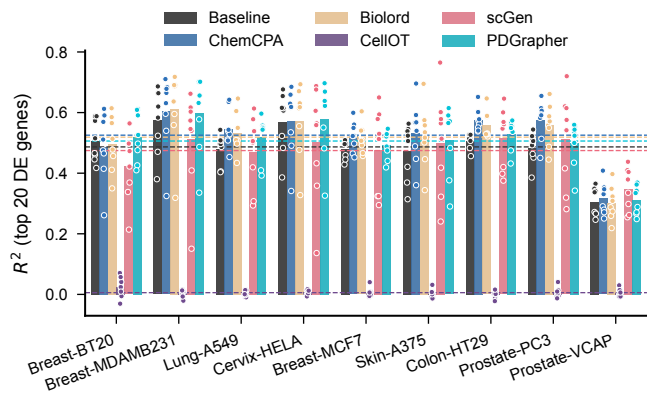 Baseline
Biolord
scGen
ChemCPA
CellOT
PDGrapher
R² (top 20 DE genes)
0.8
0.6
0.4
0.2
0.0
Breast-BT20
Breast-MDAMB231
Lung-A549
Cervix-HELA
Breast-MCF7
Skin-A375
Colon-HT29
Prostate-PC3
Prostate-VCAP